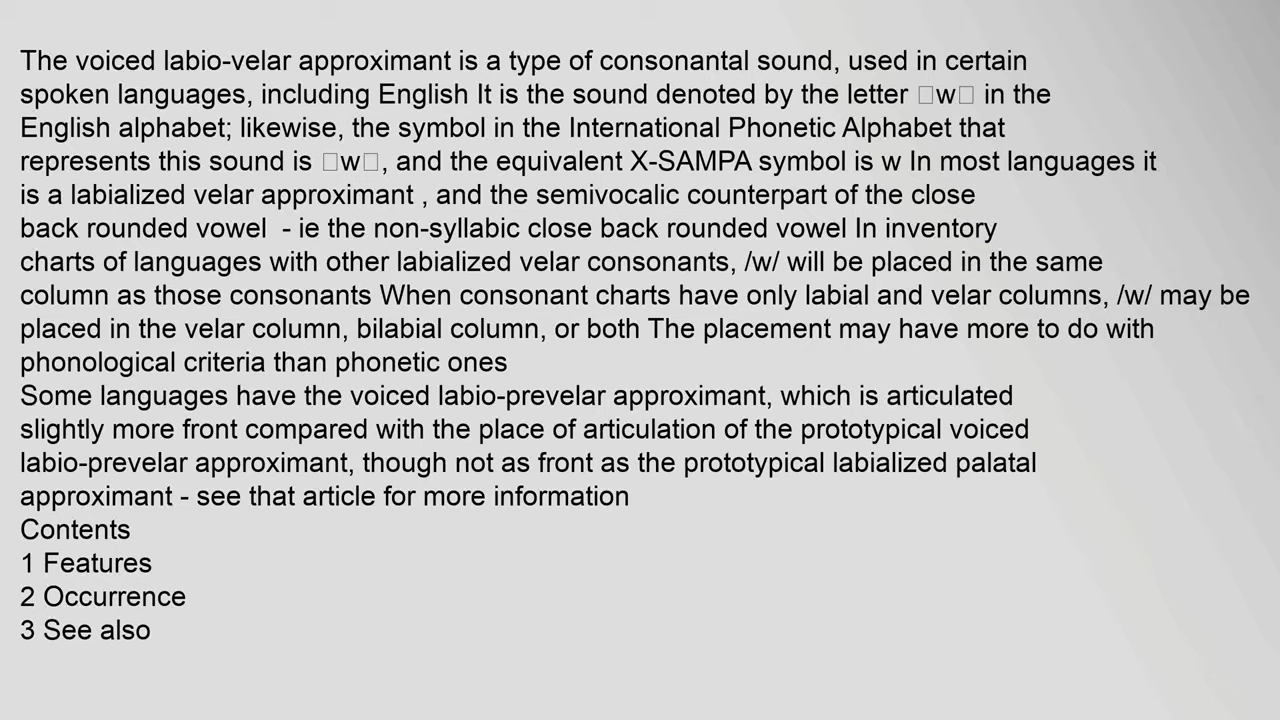 The voiced labio-velar approximant is a type of consonantal sound, used in certain
spoken languages, including English It is the sound denoted by the letter □w□ in the
English alphabet; likewise, the symbol in the International Phonetic Alphabet that
represents this sound is □w□, and the equivalent X-SAMPA symbol is w In most languages it
is a labialized velar approximant , and the semivocalic counterpart of the close
back rounded vowel  - ie the non-syllabic close back rounded vowel In inventory
charts of languages with other labialized velar consonants, /w/ will be placed in the same
column as those consonants When consonant charts have only labial and velar columns, /w/ may be
placed in the velar column, bilabial column, or both The placement may have more to do with
phonological criteria than phonetic ones
Some languages have the voiced labio-prevelar approximant, which is articulated
slightly more front compared with the place of articulation of the prototypical voiced
labio-prevelar approximant, though not as front as the prototypical labialized palatal
approximant - see that article for more information
Contents
1 Features
2 Occurrence
3 See also